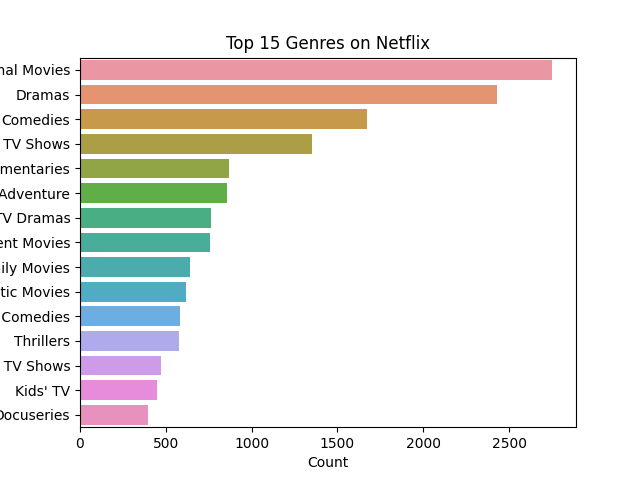 Top 15 Genres on Netflix
nal Movies
Dramas
Comedies
TV Shows
mentaries
Adventure
TV Dramas
ent Movies
ily Movies
tic Movies
Comedies
Thrillers
TV Shows
Kids' TV
Docuseries
0 500 1000 1500 2000 2500
Count